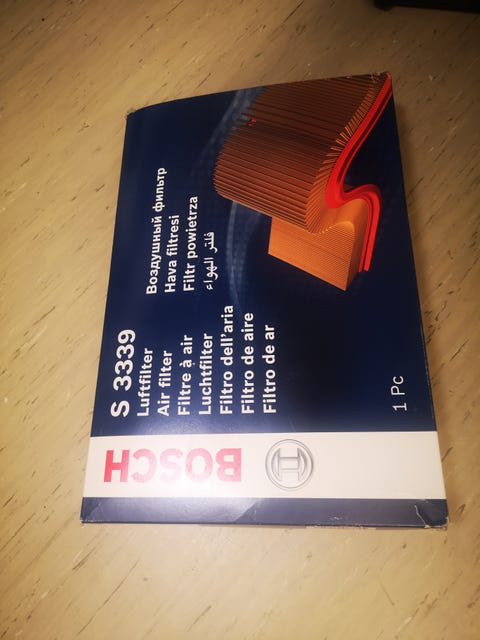 S 3339
Luftfilter
Air filter
Filtre à air
Luchtfilter
Filtro dell'aria
Filtro de aire
Filtro de ar
Воздушный фильтр
Hava filtresi
Filtr powietrza
فلتر الهواء
1 Pc
BOSCH